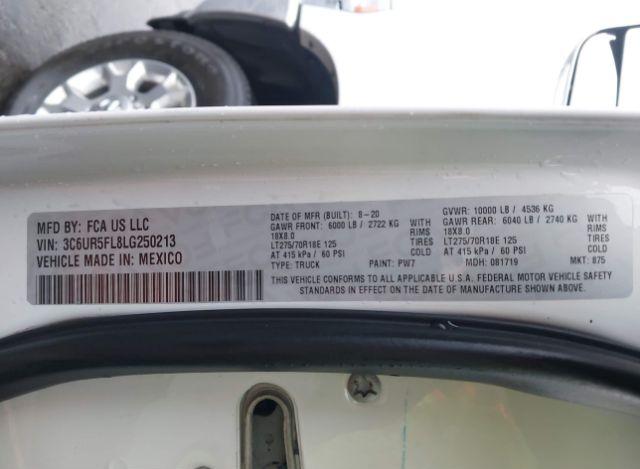 FIRESTONE
MFD BY: FCA US LLC
VIN: 3C6UR5FL8LG250213
VEHICLE MADE IN: MEXICO
DATE OF MFR (BUILT): 8-20
GAWR FRONT: 6000 LB / 2722 KG
18X8.0 RIMS
LT275/70R18E 125 TIRES
AT 415 kPa / 60 PSI COLD
TYPE: TRUCK PAINT: PW7
GVWR: 10000 LB / 4536 KG
GAWR REAR: 6040 LB / 2740 KG
18X8.0 RIMS
LT275/70R18E 125 TIRES
AT 415 kPa / 60 PSI COLD
MDH: 081719 MKT: 875
THIS VEHICLE CONFORMS TO ALL APPLICABLE U.S.A. FEDERAL MOTOR VEHICLE SAFETY
STANDARDS IN EFFECT ON THE DATE OF MANUFACTURE SHOWN ABOVE.